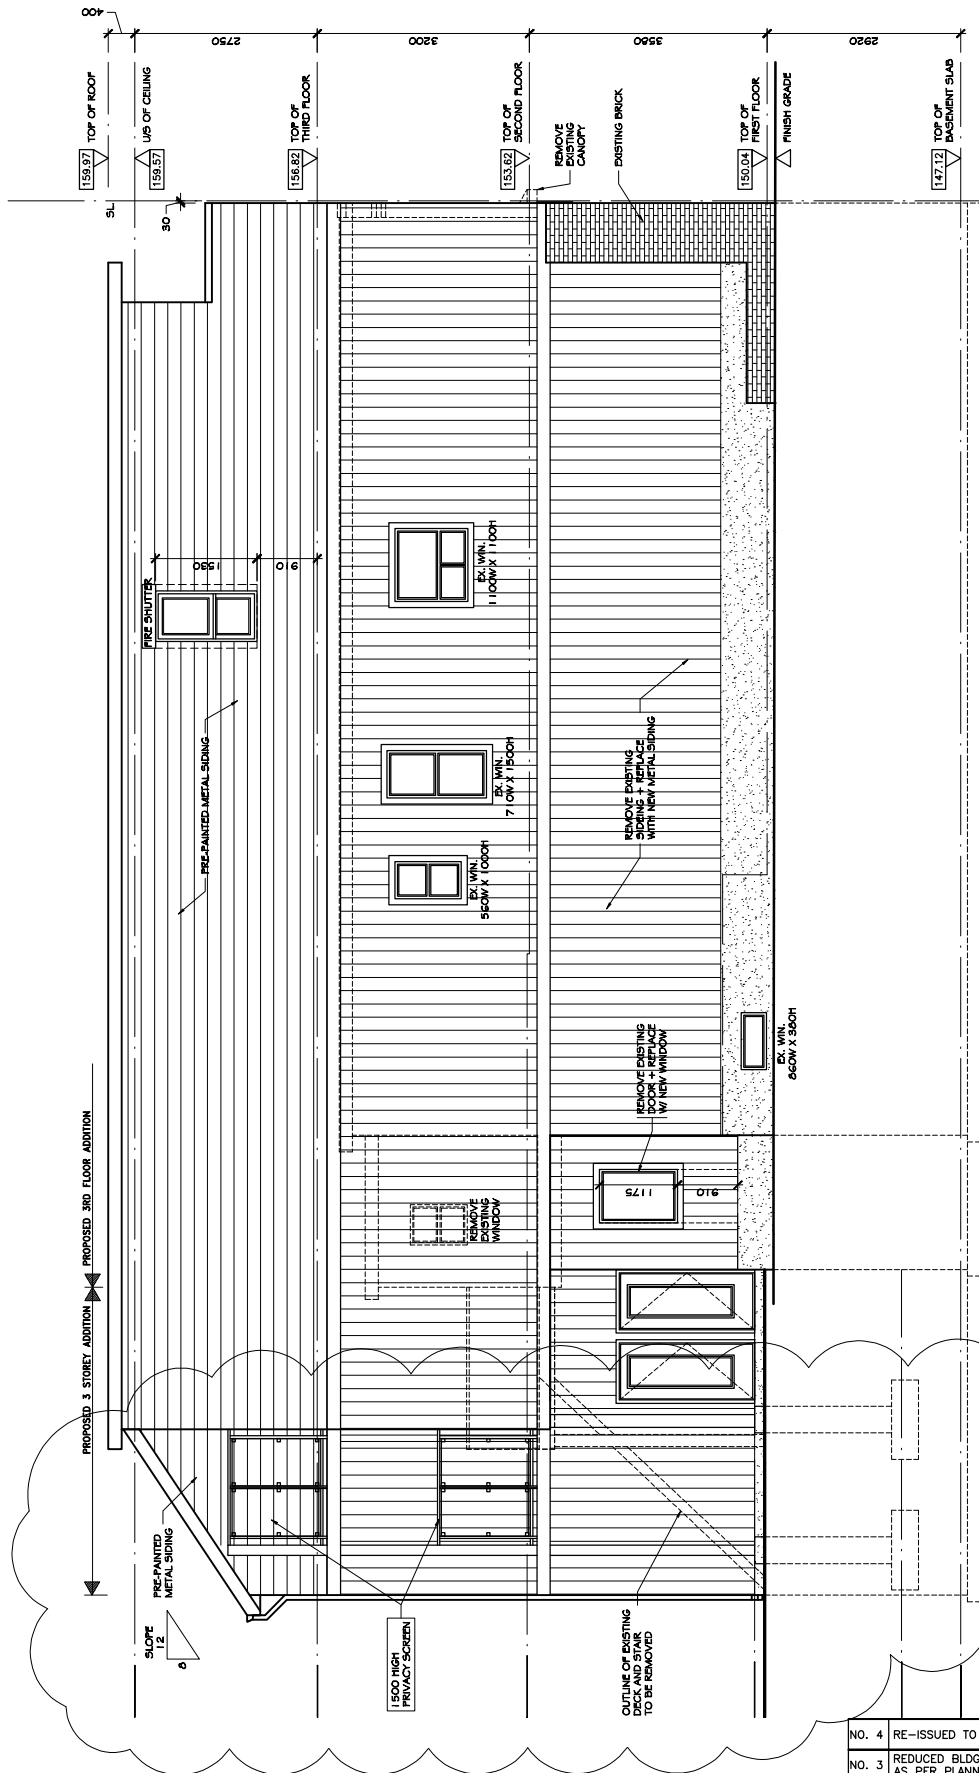 400
2750
3200
3580
2920
159.97
TOP OF ROOF
U/S OF CEILING
159.57
156.82
TOP OF
THIRD FLOOR
153.62
TOP OF
SECOND FLOOR
150.04
TOP OF
FIRST FLOOR
FINISH GRADE
147.12
TOP OF
BASEMENT SLAB
SL
30
REMOVE
EXISTING
CANOPY
EXISTING BRICK
FIRE SHUTTER
1530
910
EX. WIN.
1100W X 1100H
PRE-PAINTED METAL SIDING
EX. WIN.
710W X 1500H
EX. WIN.
560W X 1000H
REMOVE EXISTING
SIDEING + REPLACE
WITH NEW METAL SIDING
EX. WIN.
860W X 380H
REMOVE EXISTING
DOOR + REPLACE
W/ NEW WINDOW
1175
910
REMOVE
EXISTING
WINDOW
PROPOSED 3 STOREY ADDITION
PROPOSED 3RD FLOOR ADDITION
SLOPE
12
8
PRE-PAINTED
METAL SIDING
1500 HIGH
PRIVACY SCREEN
OUTLINE OF EXISTING
DECK AND STAIR
TO BE REMOVED
NO. 4 RE-ISSUED TO
NO. 3 REDUCED BLDG
AS PER PLANN